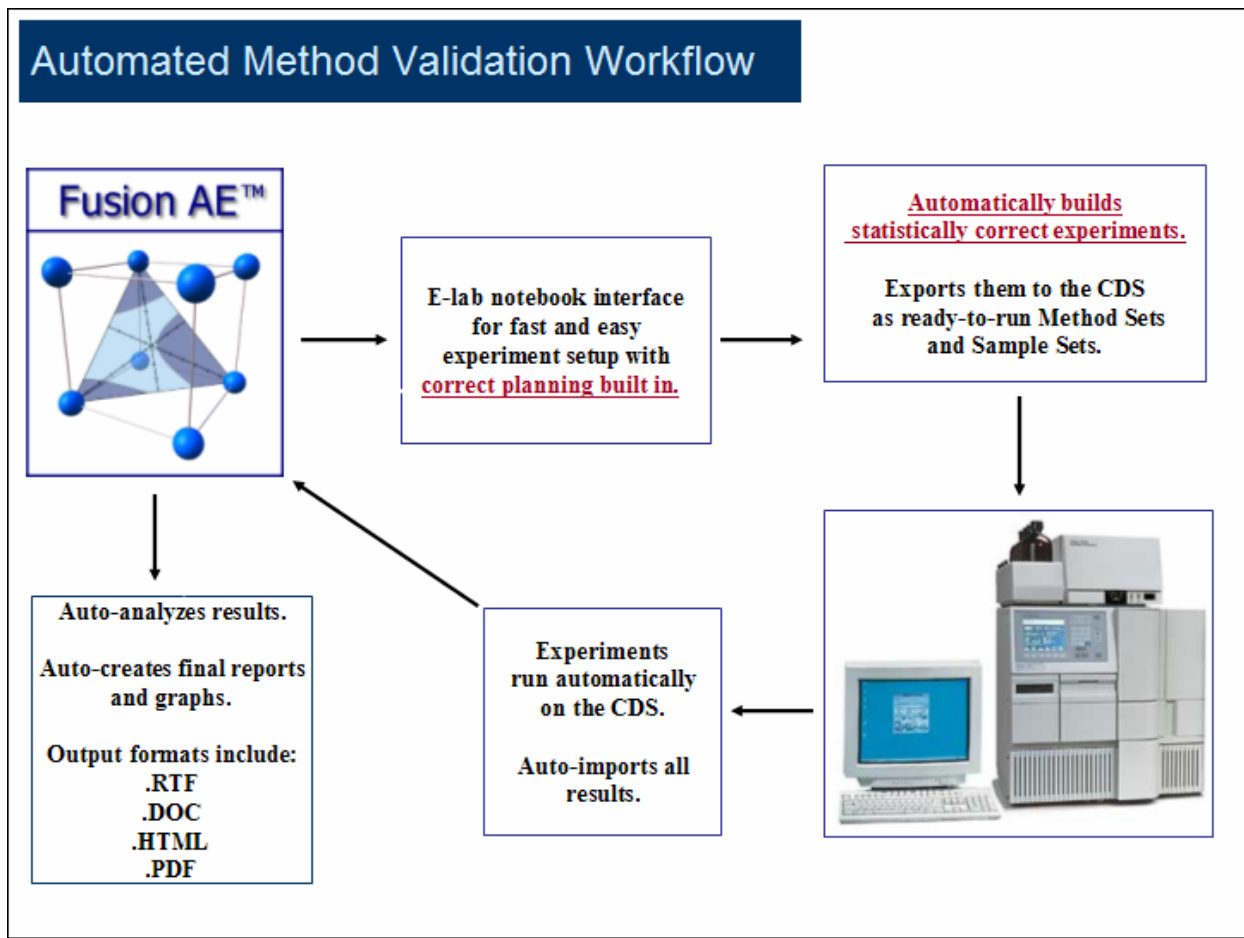 Automated Method Validation Workflow
Fusion AE™
E-lab notebook interface
for fast and easy
experiment setup with
correct planning built in.
Automatically builds
statistically correct experiments.
Exports them to the CDS
as ready-to-run Method Sets
and Sample Sets.
Experiments
run automatically
on the CDS.
Auto-imports all
results.
Auto-analyzes results.
Auto-creates final reports
and graphs.
Output formats include:
.RTF
.DOC
.HTML
.PDF